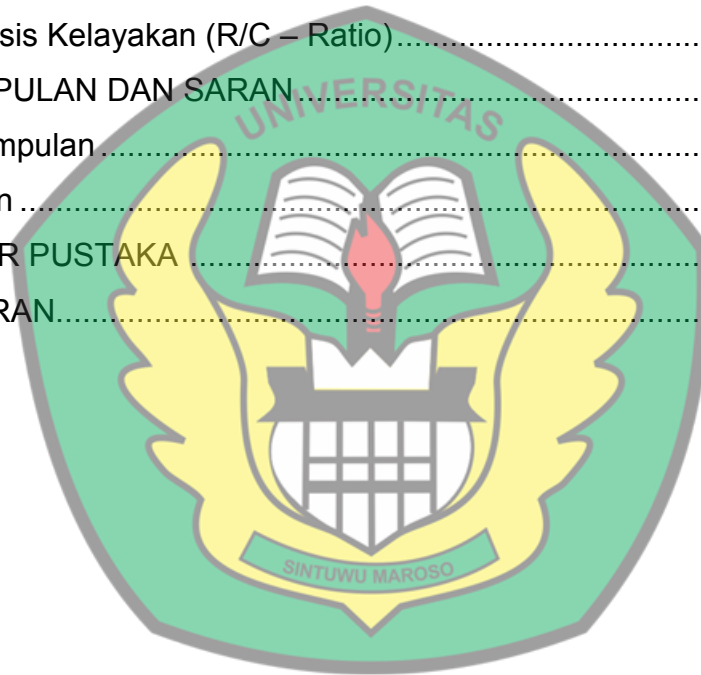 sis Kelayakan (R/C – Ratio)..............................
PULAN DAN SARAN..............................
mpulan..............................
n..............................
R PUSTAKA..............................
RAN..............................
UNIVERSITAS
SINTUWU MAROSO